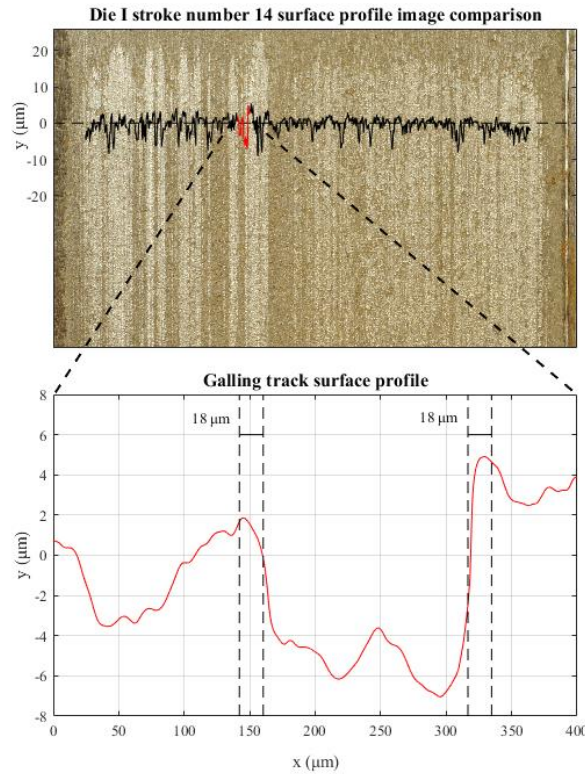 Die I stroke number 14 surface profile image comparison
20
10
0
-10
-20
y (μm)
Galling track surface profile
18 μm
18 μm
8
6
4
2
0
-2
-4
-6
-8
y (μm)
0 50 100 150 200 250 300 350 400
x (μm)